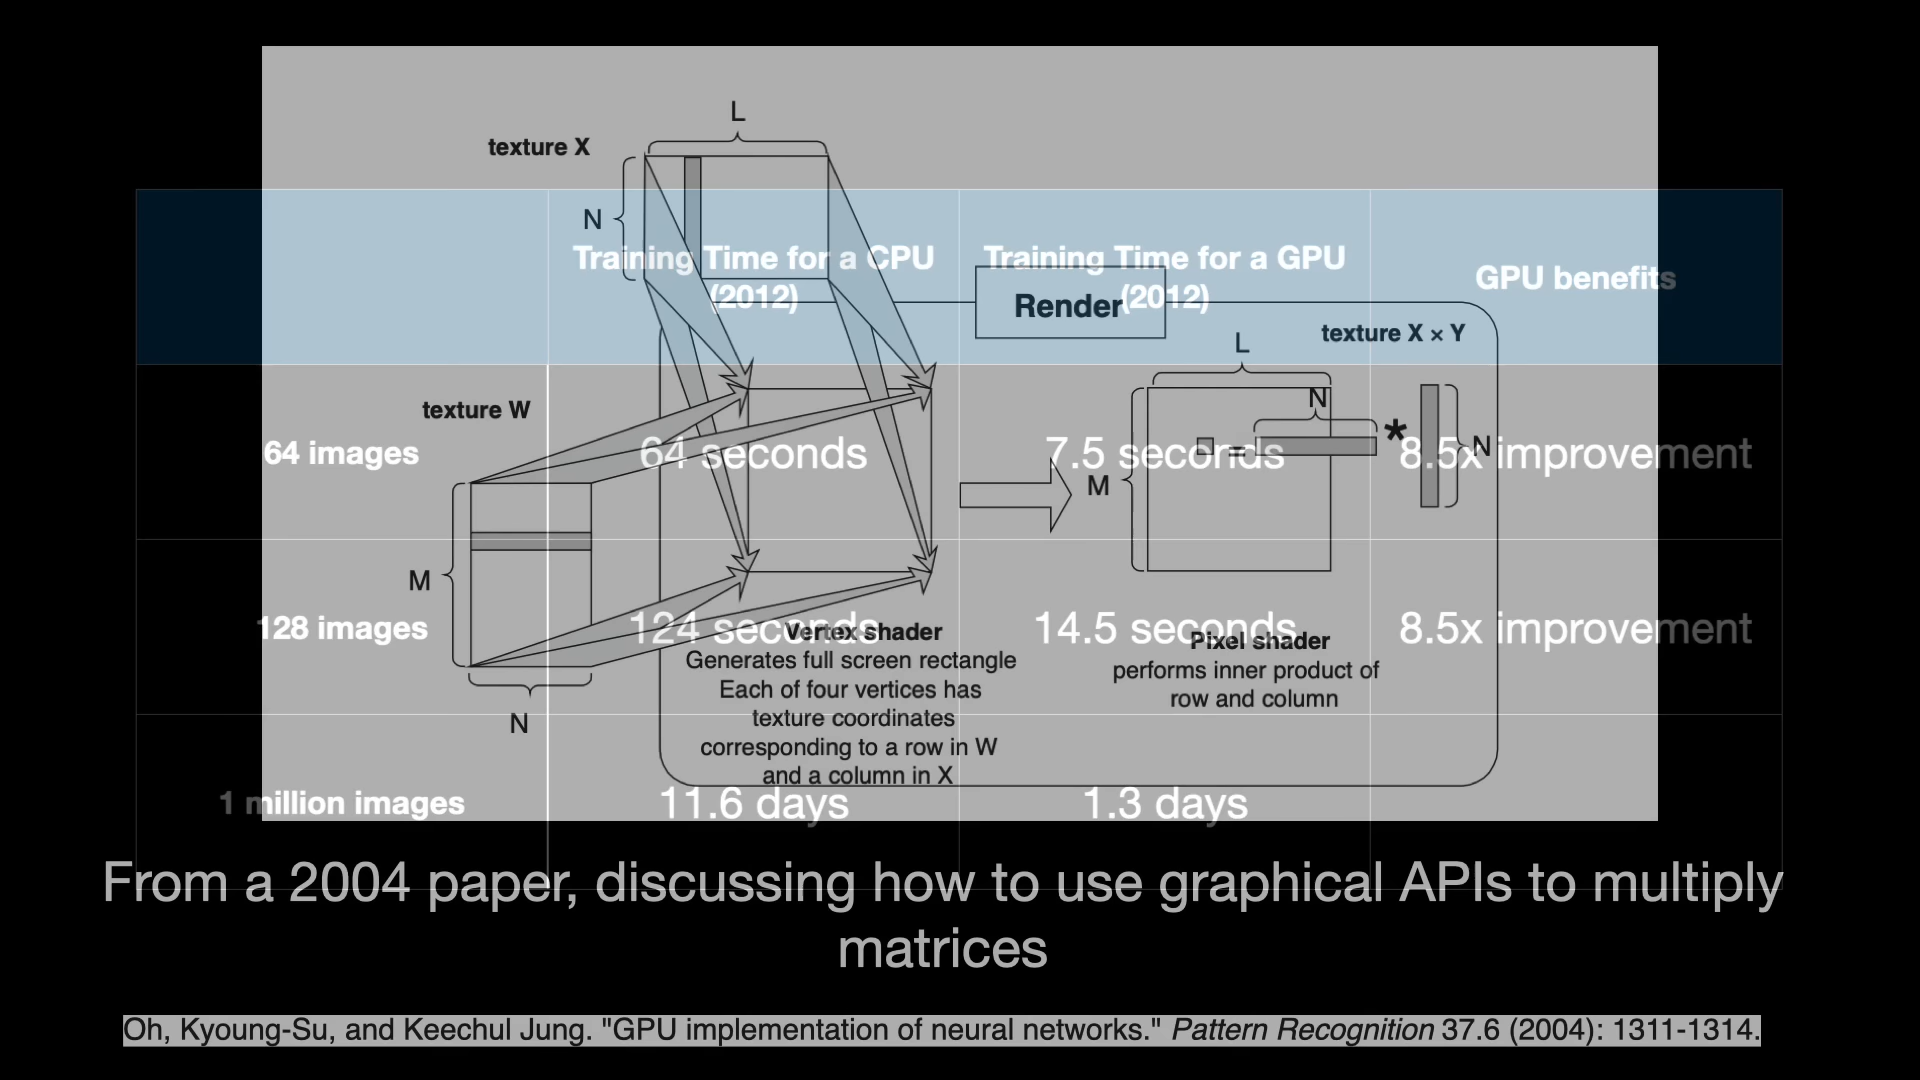 L
texture X
N
Training Time for a CPU
(2012)
Training Time for a GPU
(2012)
GPU benefits
Render
texture X × Y
L
texture W
N
*
64 images
64 seconds
7.5 seconds
8.5x improvement
=
N
M
M
128 images
124 seconds
14.5 seconds
8.5x improvement
Vertex shader
Generates full screen rectangle
Each of four vertices has
texture coordinates
corresponding to a row in W
and a column in X
Pixel shader
performs inner product of
row and column
N
1 million images
11.6 days
1.3 days
From a 2004 paper, discussing how to use graphical APIs to multiply
matrices
Oh, Kyoung-Su, and Keechul Jung. "GPU implementation of neural networks." Pattern Recognition 37.6 (2004): 1311-1314.